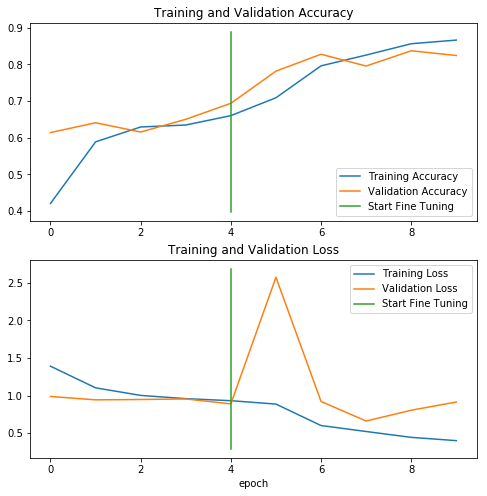 Training and Validation Accuracy
0.9
0.8
0.7
0.6
0.5
0.4
Training Accuracy
Validation Accuracy
Start Fine Tuning
0 2 4 6 8
Training and Validation Loss
2.5
2.0
1.5
1.0
0.5
Training Loss
Validation Loss
Start Fine Tuning
0 2 4 6 8
epoch